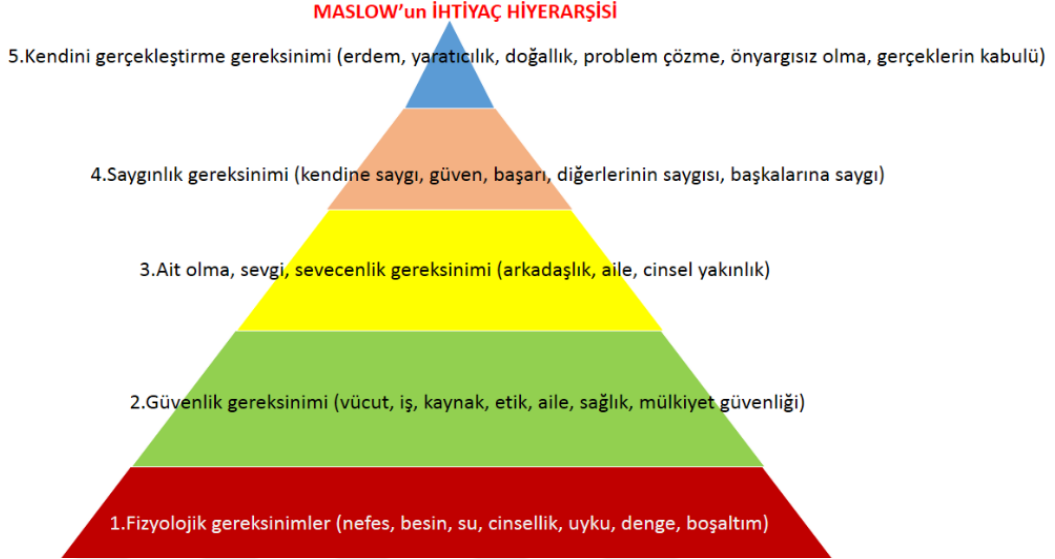 MASLOW'un İHTİYAÇ HİYERARŞİSİ
5.Kendini gerçekleştirme gereksinimi (erdem, yaratıcılık, doğallık, problem çözme, önyargısız olma, gerçeklerin kabulü)
4.Saygınlık gereksinimi (kendine saygı, güven, başarı, diğerlerinin saygısı, başkalarına saygı)
3.Ait olma, sevgi, sevecenlik gereksinimi (arkadaşlık, aile, cinsel yakınlık)
2.Güvenlik gereksinimi (vücut, iş, kaynak, etik, aile, sağlık, mülkiyet güvenliği)
1.Fizyolojik gereksinimler (nefes, besin, su, cinsellik, uyku, denge, boşaltım)